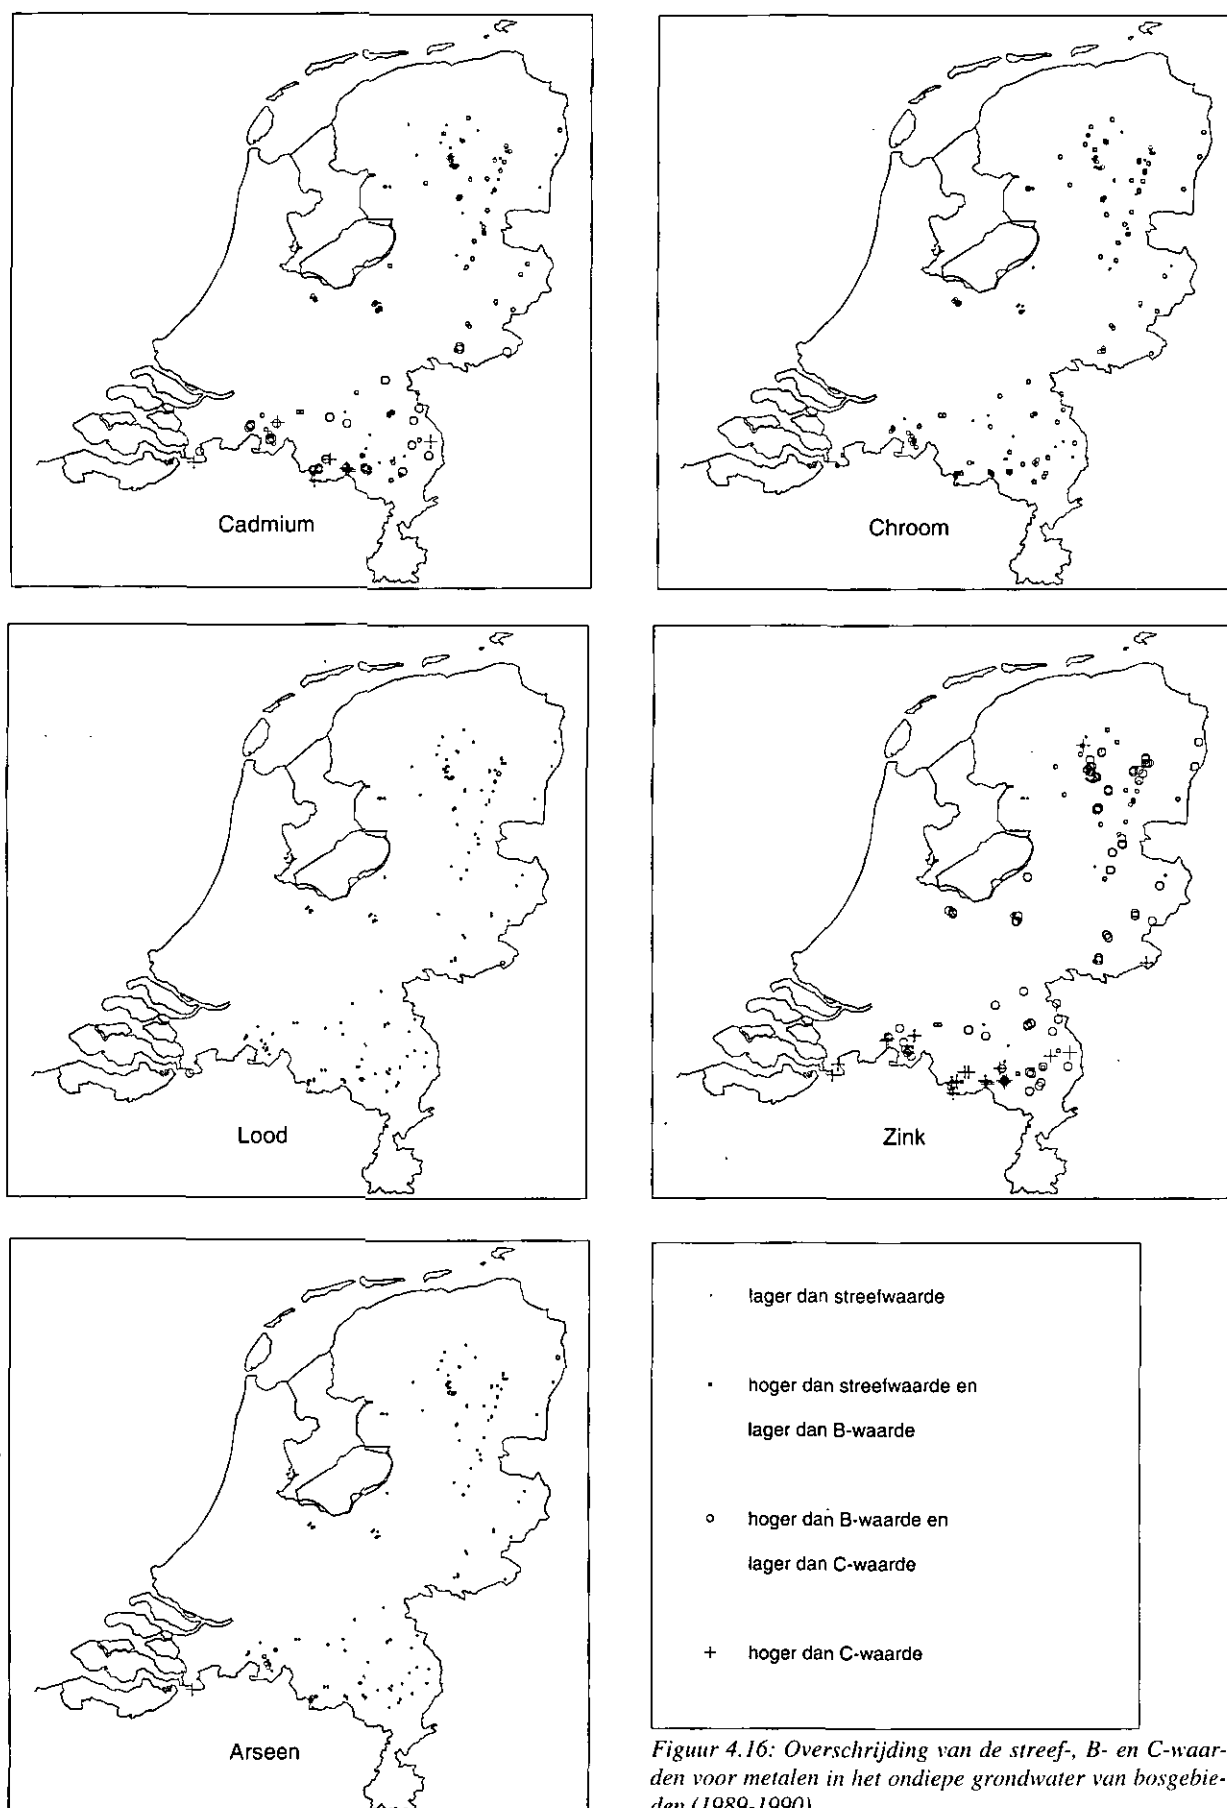 Cadmium
Chroom
Lood
Zink
Arseen
lager dan streefwaarde
hoger dan streefwaarde en
lager dan B-waarde
hoger dan B-waarde en
lager dan C-waarde
hoger dan C-waarde
Figuur 4.16: Overschrijding van de streef-, B- en C-waar-
den voor metalen in het ondiepe grondwater van bosgebie-
den (1989-1990)